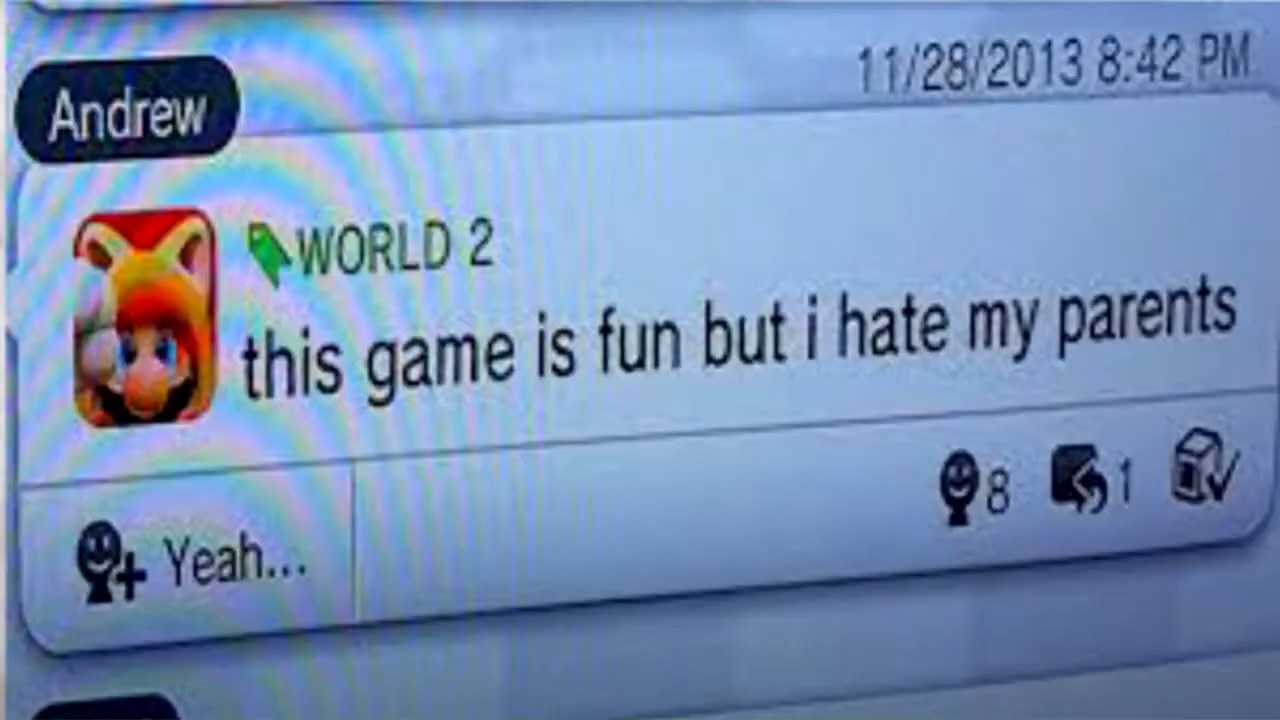 11/28/2013 8:42 PM
Andrew
WORLD 2
this game is fun but i hate my parents
8 1
Yeah...